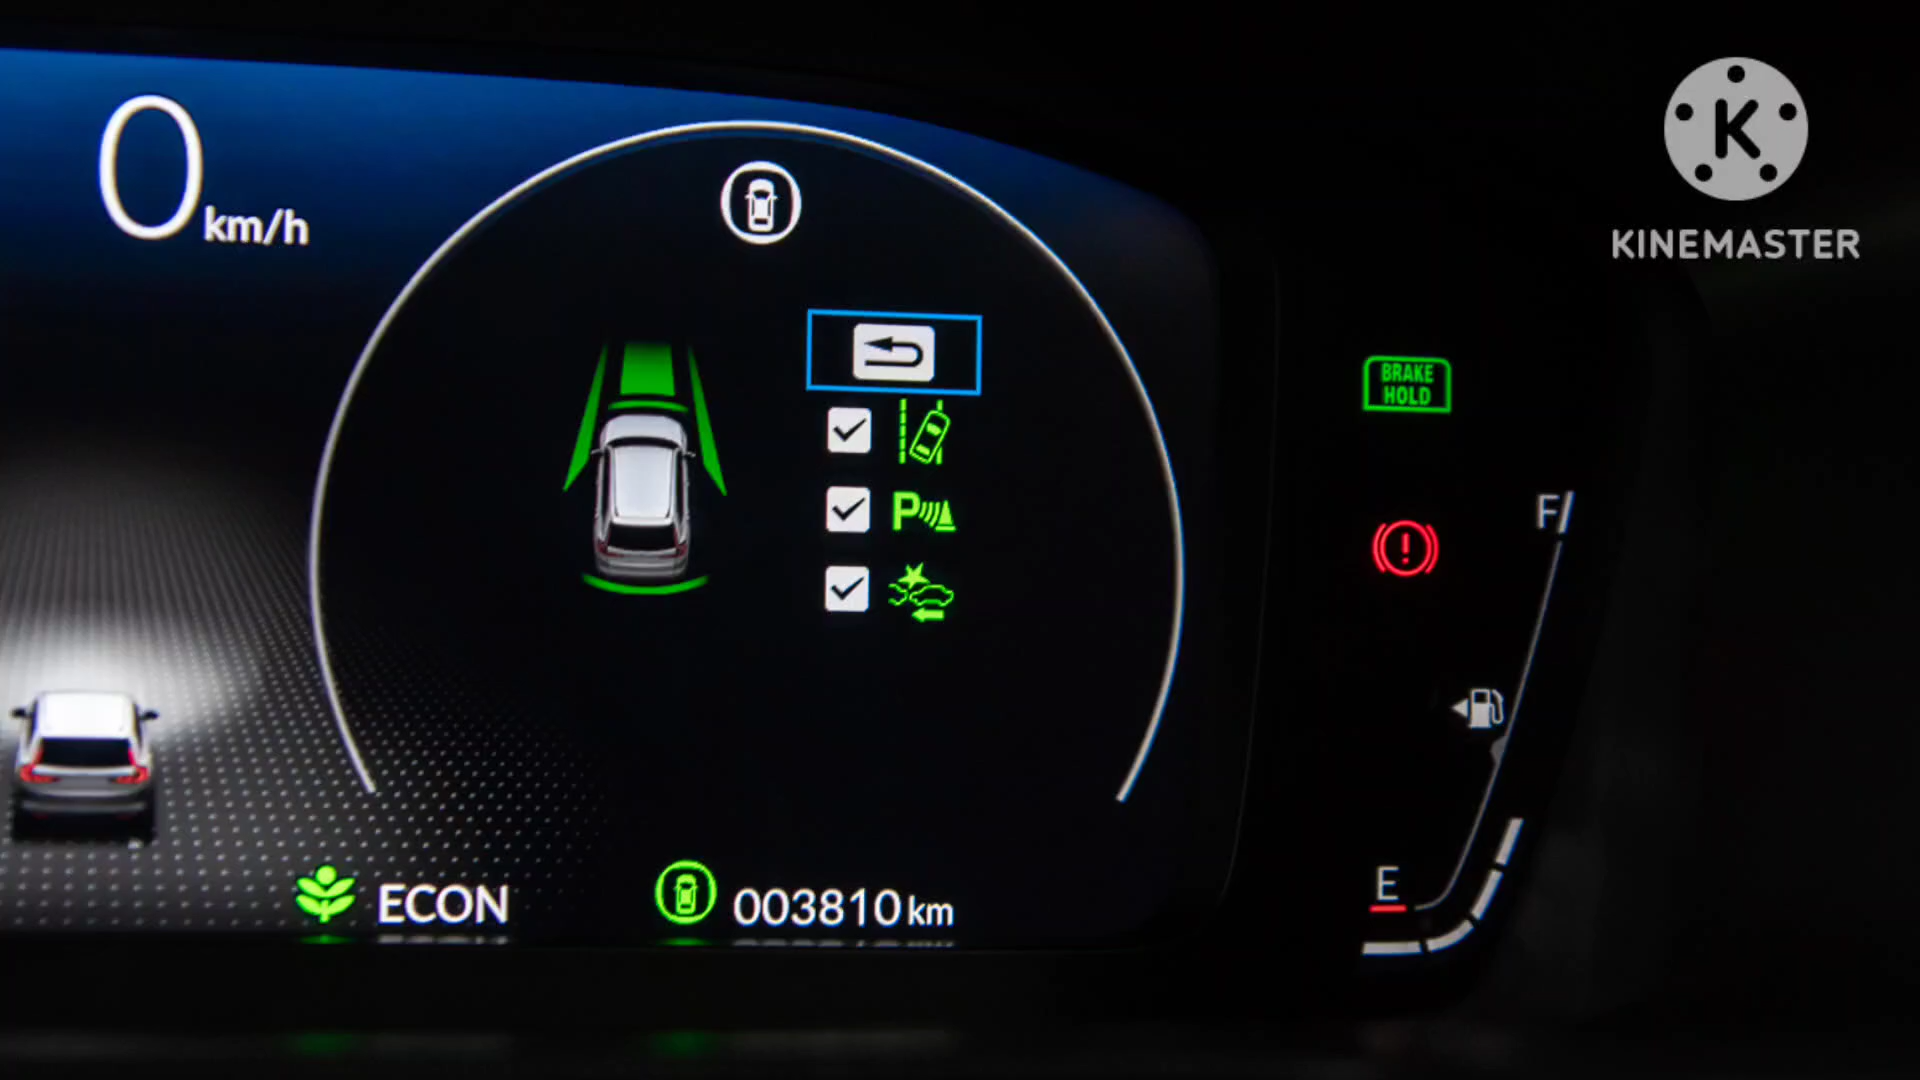 0 km/h
K
KINEMASTER
BRAKE
HOLD
P
F
E
ECON
003810 km